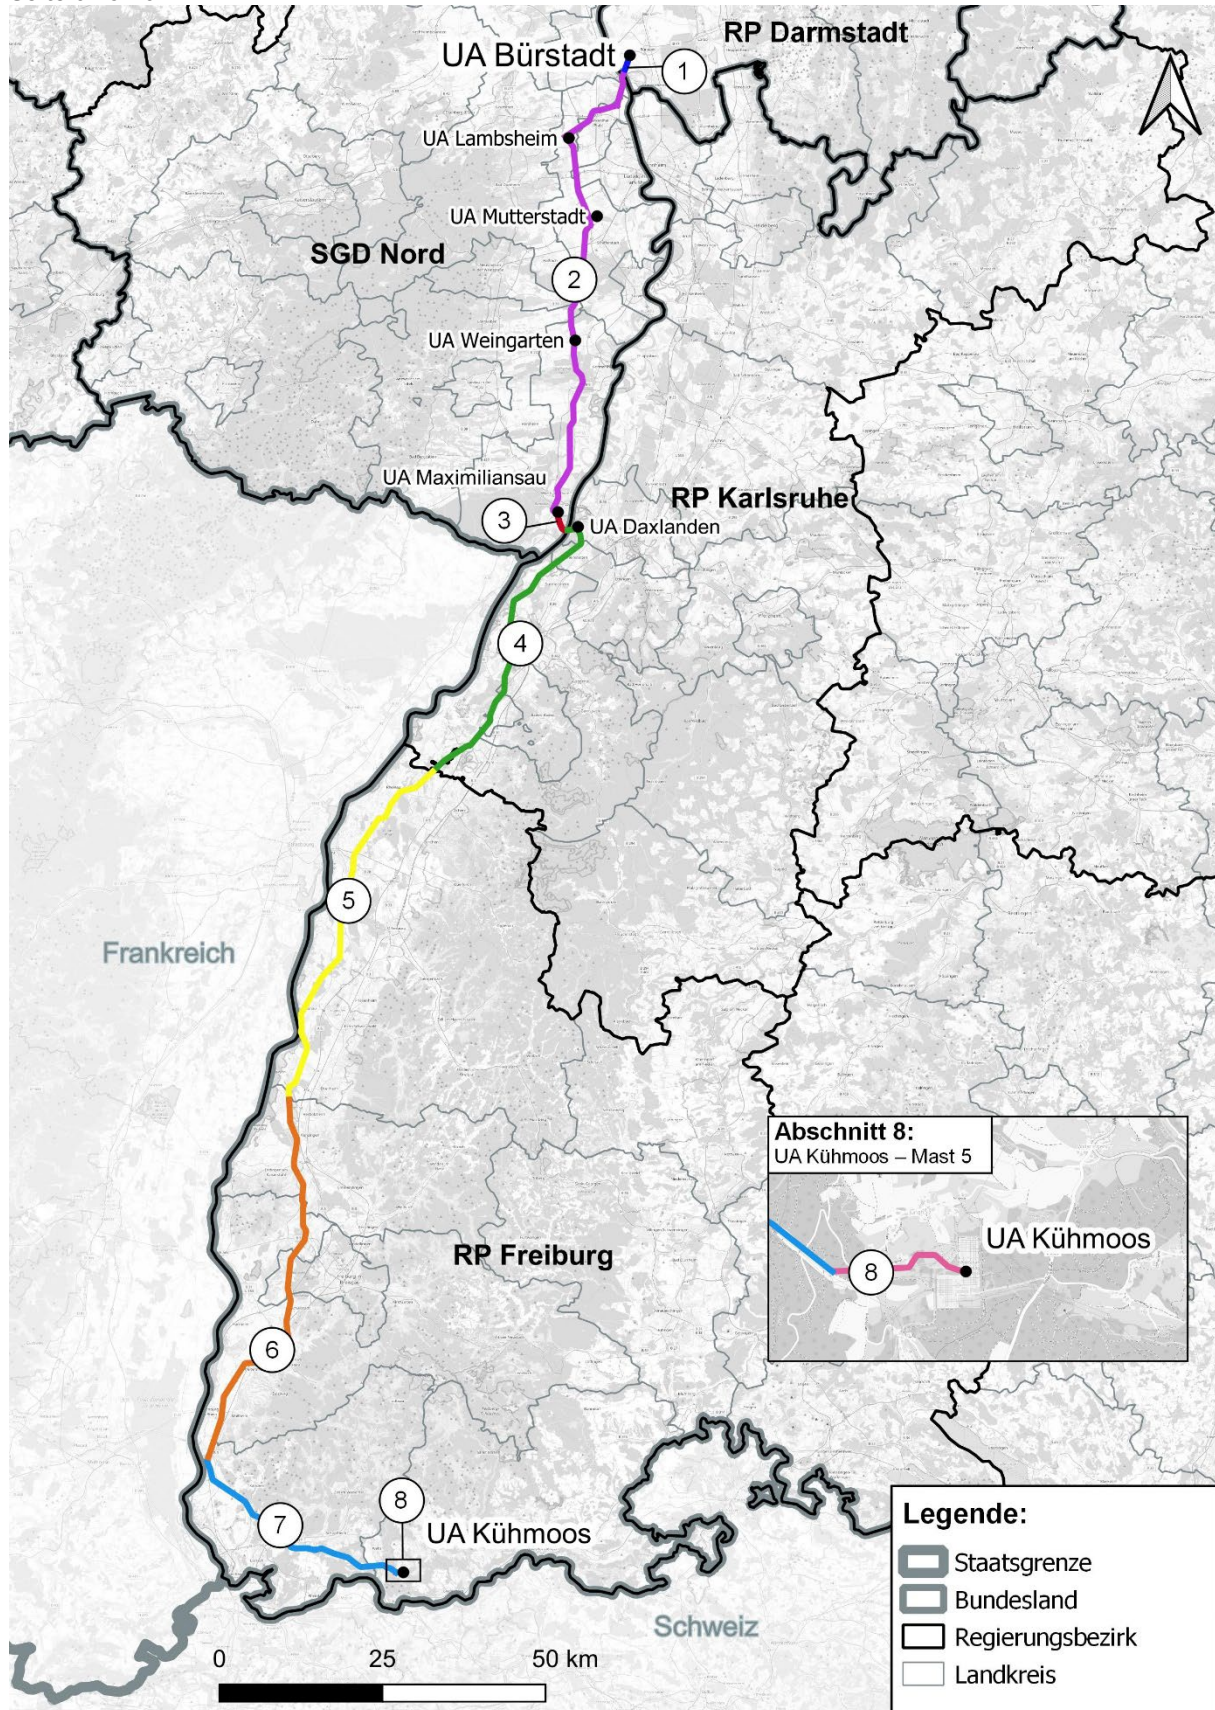 RP Darmstadt
UA Bürstadt
1
UA Lambsheim
UA Mutterstadt
SGD Nord
2
UA Weingarten
UA Maximiliansau
RP Karlsruhe
3
UA Daxlanden
4
5
Frankreich
Abschnitt 8:
UA Kühmoos – Mast 5
UA Kühmoos
8
RP Freiburg
6
8
7
UA Kühmoos
Legende:
Staatsgrenze
Bundesland
Regierungsbezirk
Landkreis
Schweiz
0 25 50 km